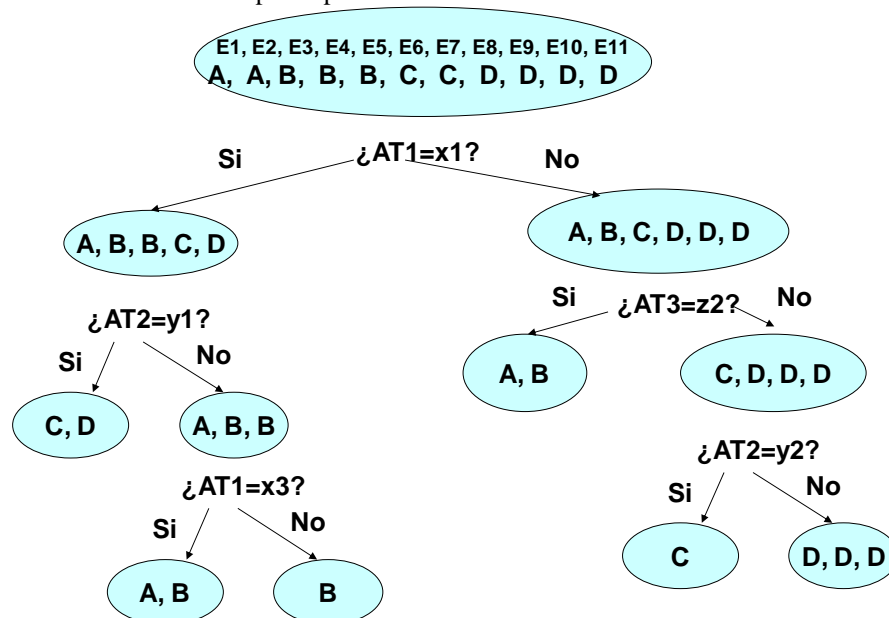 E1, E2, E3, E4, E5, E6, E7, E8, E9, E10, E11
A, A, B, B, B, C, C, D, D, D, D
¿AT1=x1?
Si
No
A, B, B, C, D
A, B, C, D, D, D
¿AT2=y1?
Si
No
¿AT3=z2?
Si
No
C, D
A, B, B
A, B
C, D, D, D
¿AT1=x3?
Si
No
¿AT2=y2?
Si
No
A, B
B
C
D, D, D